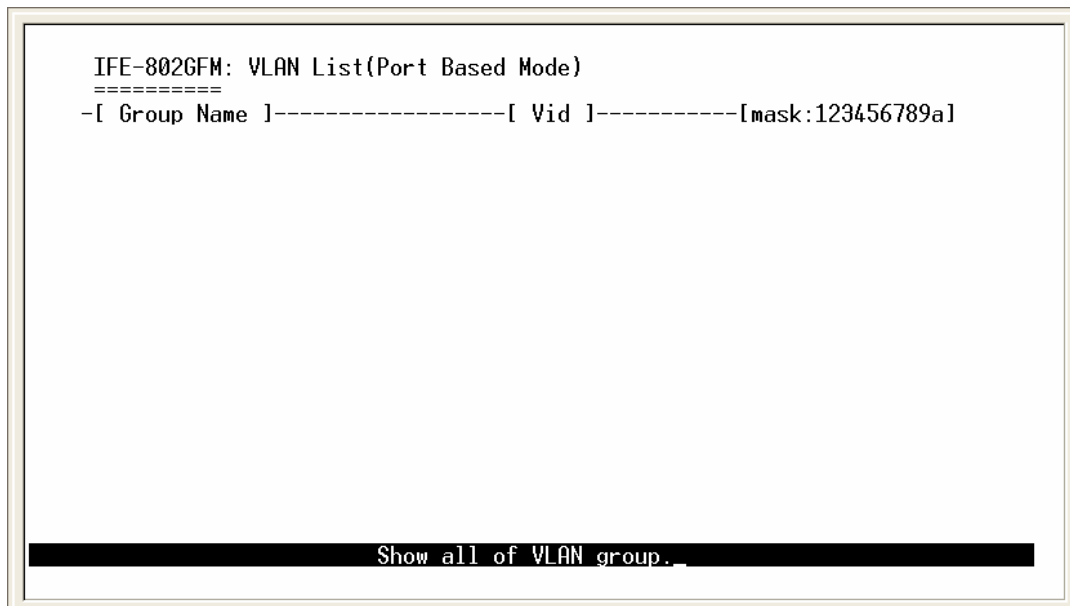 IFE-802GFM: VLAN List(Port Based Mode)
==========
-[ Group Name ]------------------[ Vid ]-----------[mask:123456789a]
Show all of VLAN group._